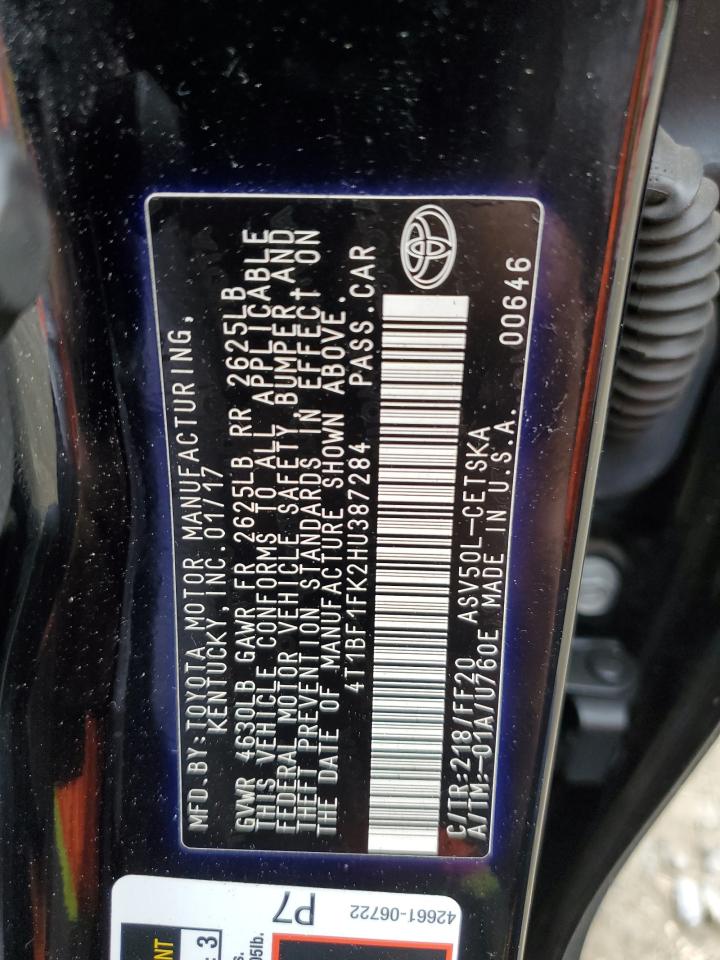 MFD.BY:TOYOTA MOTOR MANUFACTURING,
KENTUCKY,INC.01/17
GVWR 4630LB GAWR FR 2625LB RR 2625LB
THIS VEHICLE CONFORMS TO ALL APPLICABLE
FEDERAL MOTOR VEHICLE SAFETY, BUMPER AND
THEFT PREVENTION STANDARDS IN EFFECT ON
THE DATE OF MANUFACTURE SHOWN ABOVE.
4T1BF1FK2HU387284 PASS.CAR
C/TR:218/FF20 ASV50L-CETSKA
A/TM:-01A/U760E MADE IN U.S.A. 00646
P7
42661-06722
3